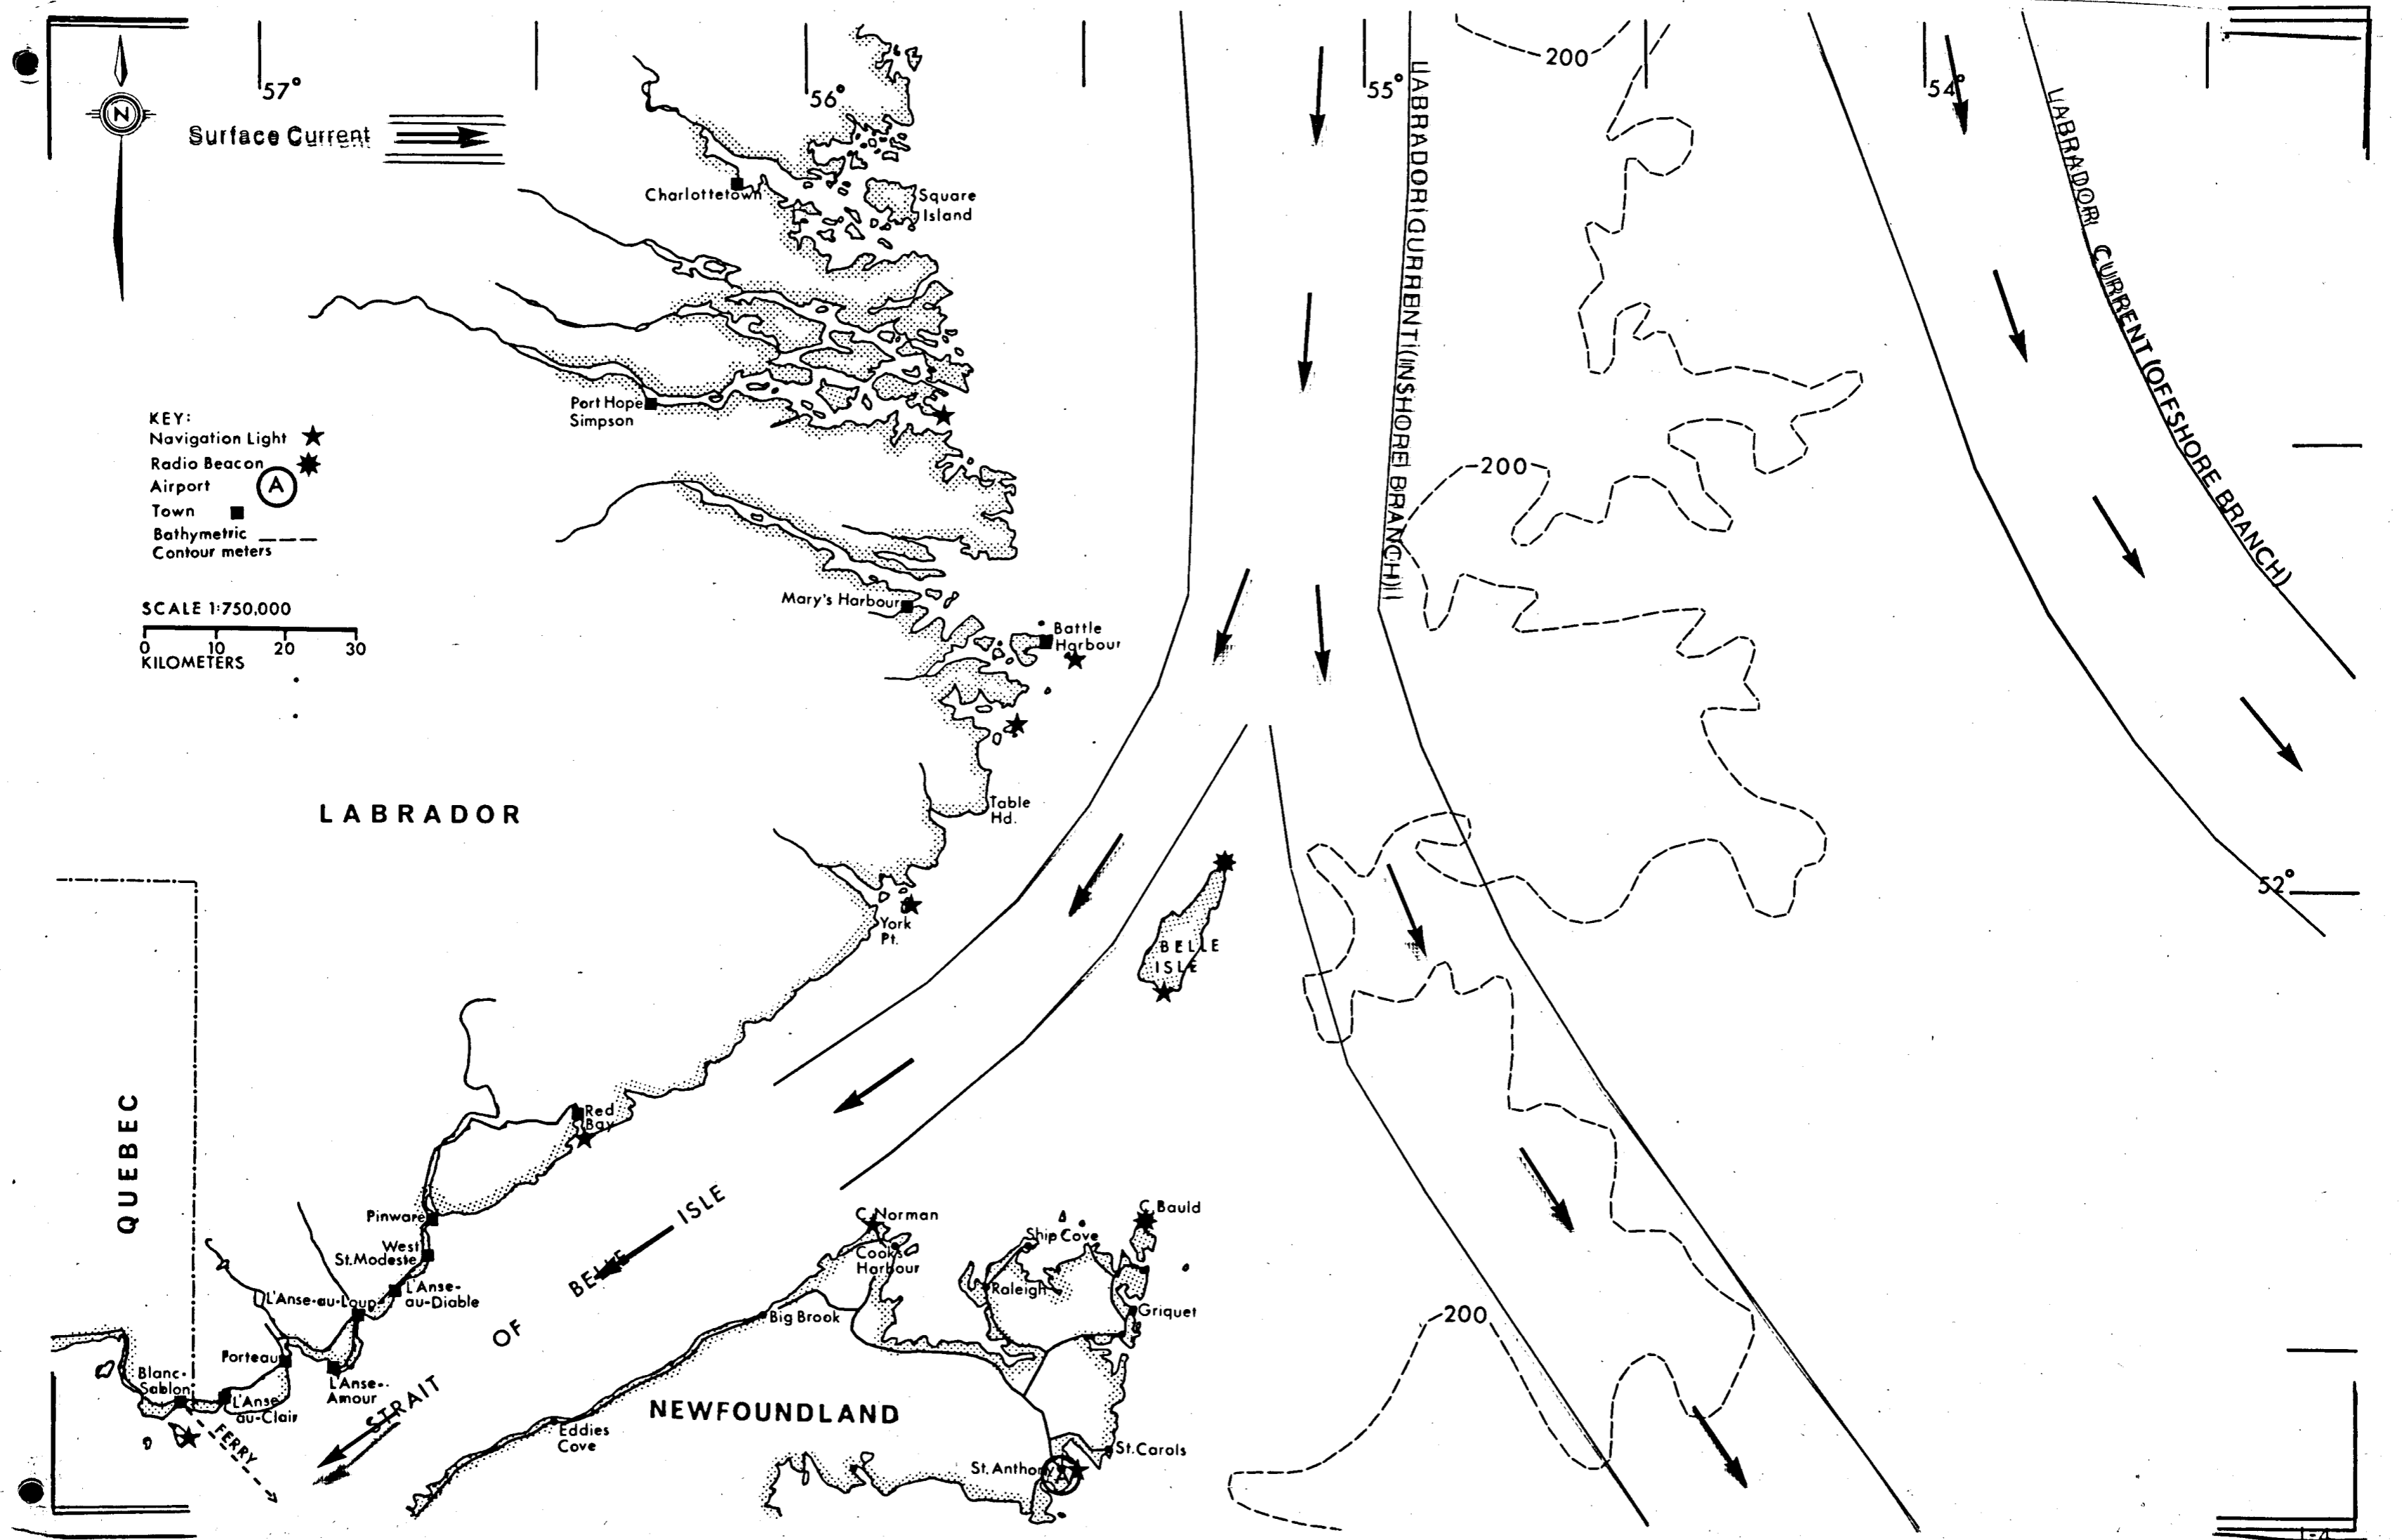 57°
56°
55°
54°
200
N
Surface Current
Charlottetown
Square
Island
LABRADOR CURRENT (INSHORE BRANCH)
LABRADOR CURRENT (OFFSHORE BRANCH)
Port Hope
Simpson
KEY:
Navigation Light
Radio Beacon
Airport A
Town
Bathymetric
Contour meters
200
SCALE 1:750,000
0 10 20 30
KILOMETERS
Mary's Harbour
Battle
Harbour
Table
Hd.
LABRADOR
52°
York
Pt.
BELLE
ISLE
QUEBEC
Red
Bay
Pinware
West
St.Modeste
L'Anse-
au-Diable
L'Anse-au-Loup
Forteau
L'Anse-
Amour
Blanc-
Sablon
L'Anse
au-Clair
FERRY
STRAIT OF BELLE ISLE
C.Norman
Cooks
Harbour
Big Brook
Eddies
Cove
NEWFOUNDLAND
C.Bauld
Ship Cove
Raleigh
Griquet
200
St.Carols
St.Anthony
A
1-4